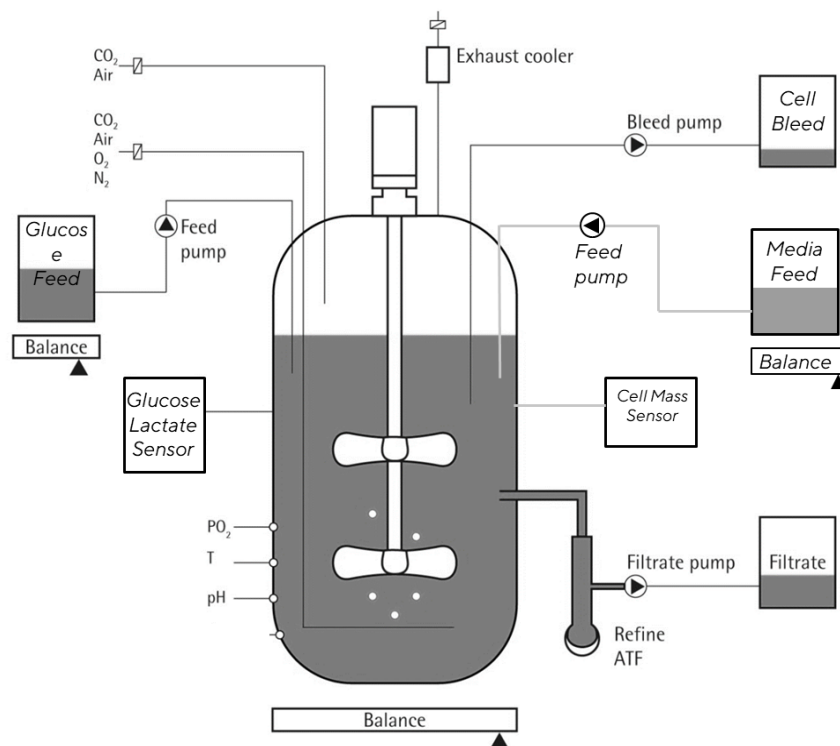 CO₂
Air
Exhaust cooler
CO₂
Air
O₂
N₂
Bleed pump
Cell
Bleed
Glucos
e
Feed
Feed
pump
Feed
pump
Media
Feed
Balance
Balance
Glucose
Lactate
Sensor
Cell Mass
Sensor
PO₂
T
pH
Filtrate pump
Filtrate
Refine
ATF
Balance